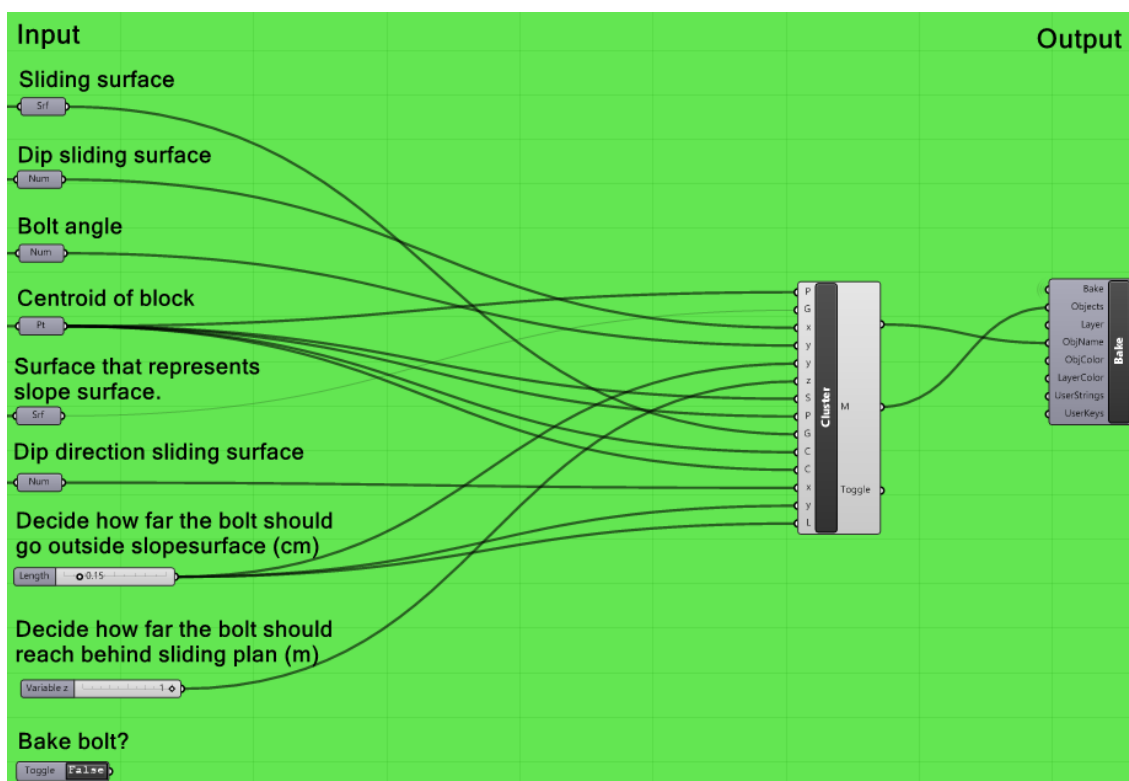 Input
Output
Sliding surface
Srf
Dip sliding surface
Num
Bolt angle
Num
Centroid of block
Pt
Surface that represents
slope surface.
Srf
Dip direction sliding surface
Num
Decide how far the bolt should
go outside slopesurface (cm)
Length 0.15
Decide how far the bolt should
reach behind sliding plan (m)
Variable z 1
Bake bolt?
Toggle False
P
G
x
y
y
z
S
P
G
C
C
x
y
L
Cluster
M
Toggle
Bake
Objects
Layer
ObjName
ObjColor
LayerColor
UserStrings
UserKeys
Bake